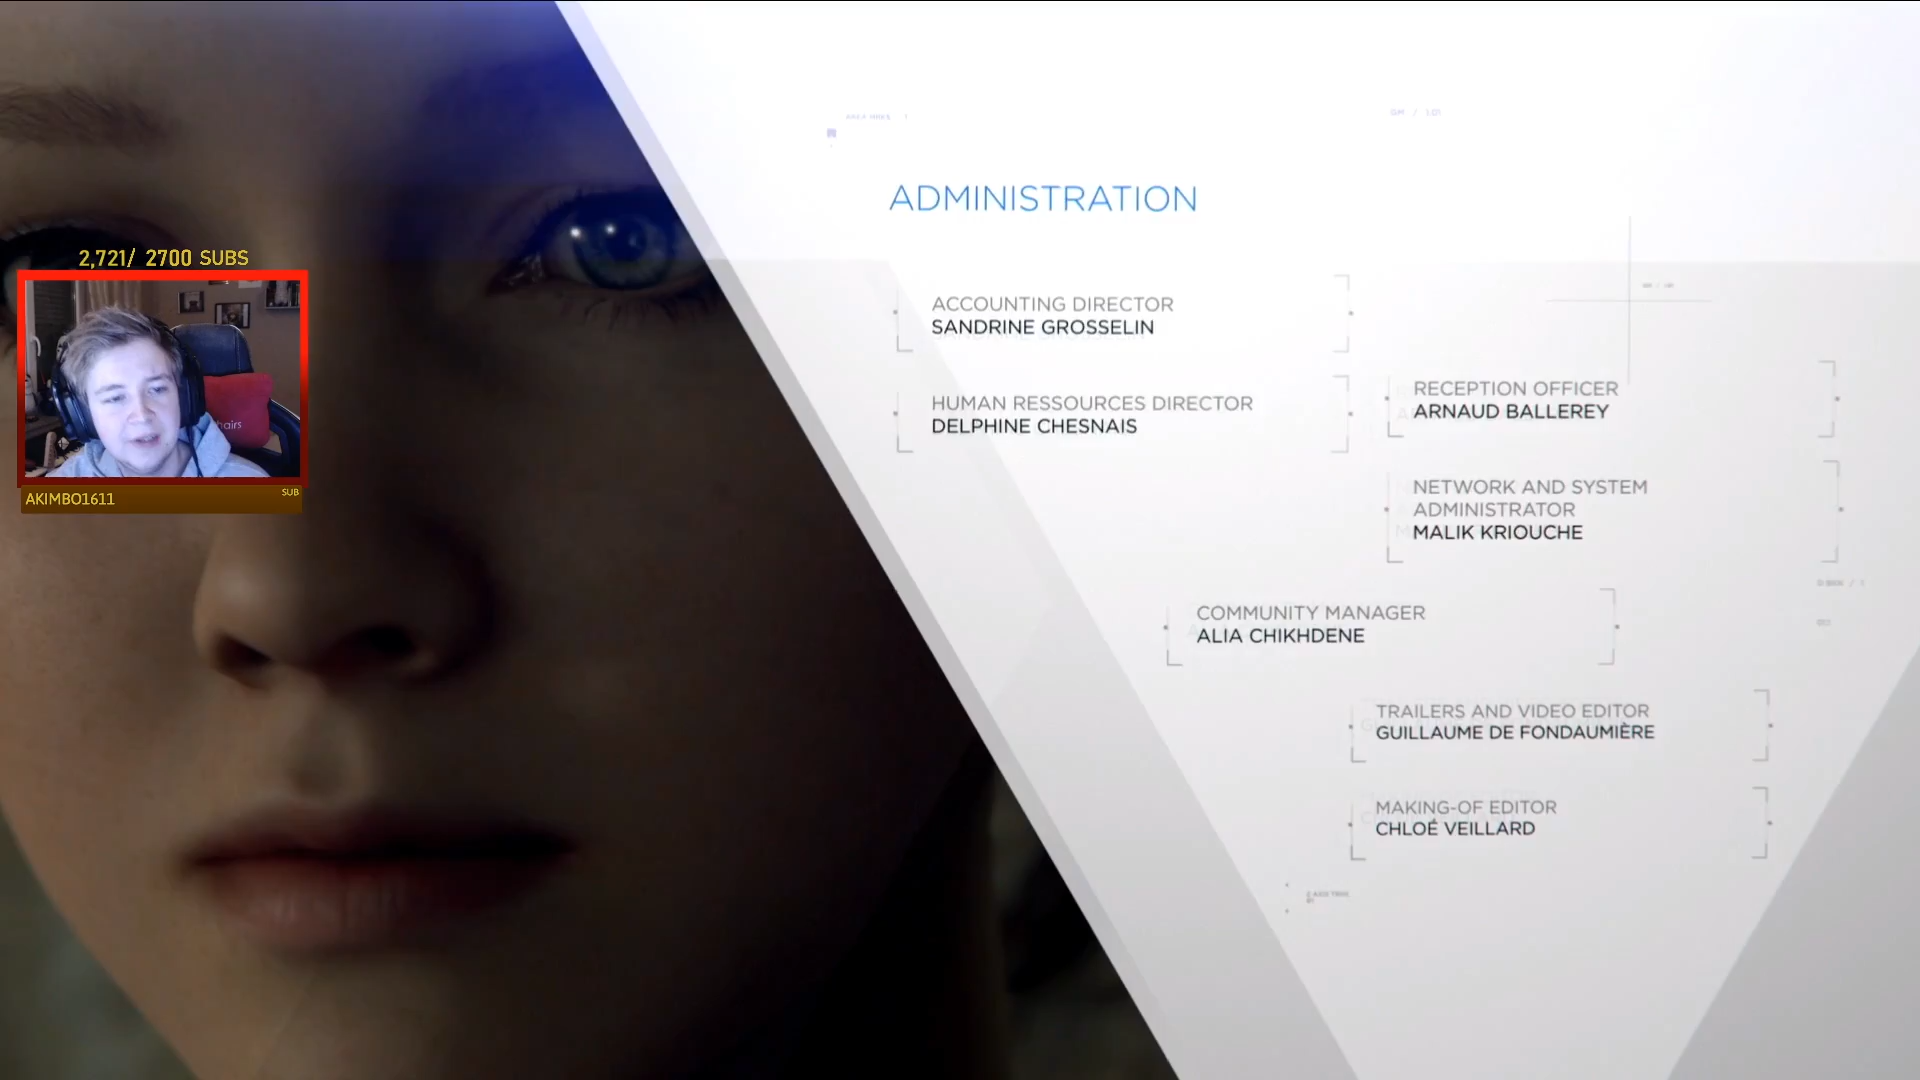 2,721/ 2700 SUBS
hairs
AKIMBO1611
SUB
ADMINISTRATION
ACCOUNTING DIRECTOR
SANDRINE GROSSELIN
HUMAN RESSOURCES DIRECTOR
DELPHINE CHESNAIS
RECEPTION OFFICER
ARNAUD BALLEREY
NETWORK AND SYSTEM
ADMINISTRATOR
MALIK KRIOUCHE
COMMUNITY MANAGER
ALIA CHIKHDENE
TRAILERS AND VIDEO EDITOR
GUILLAUME DE FONDAUMIÈRE
MAKING-OF EDITOR
CHLOÉ VEILLARD